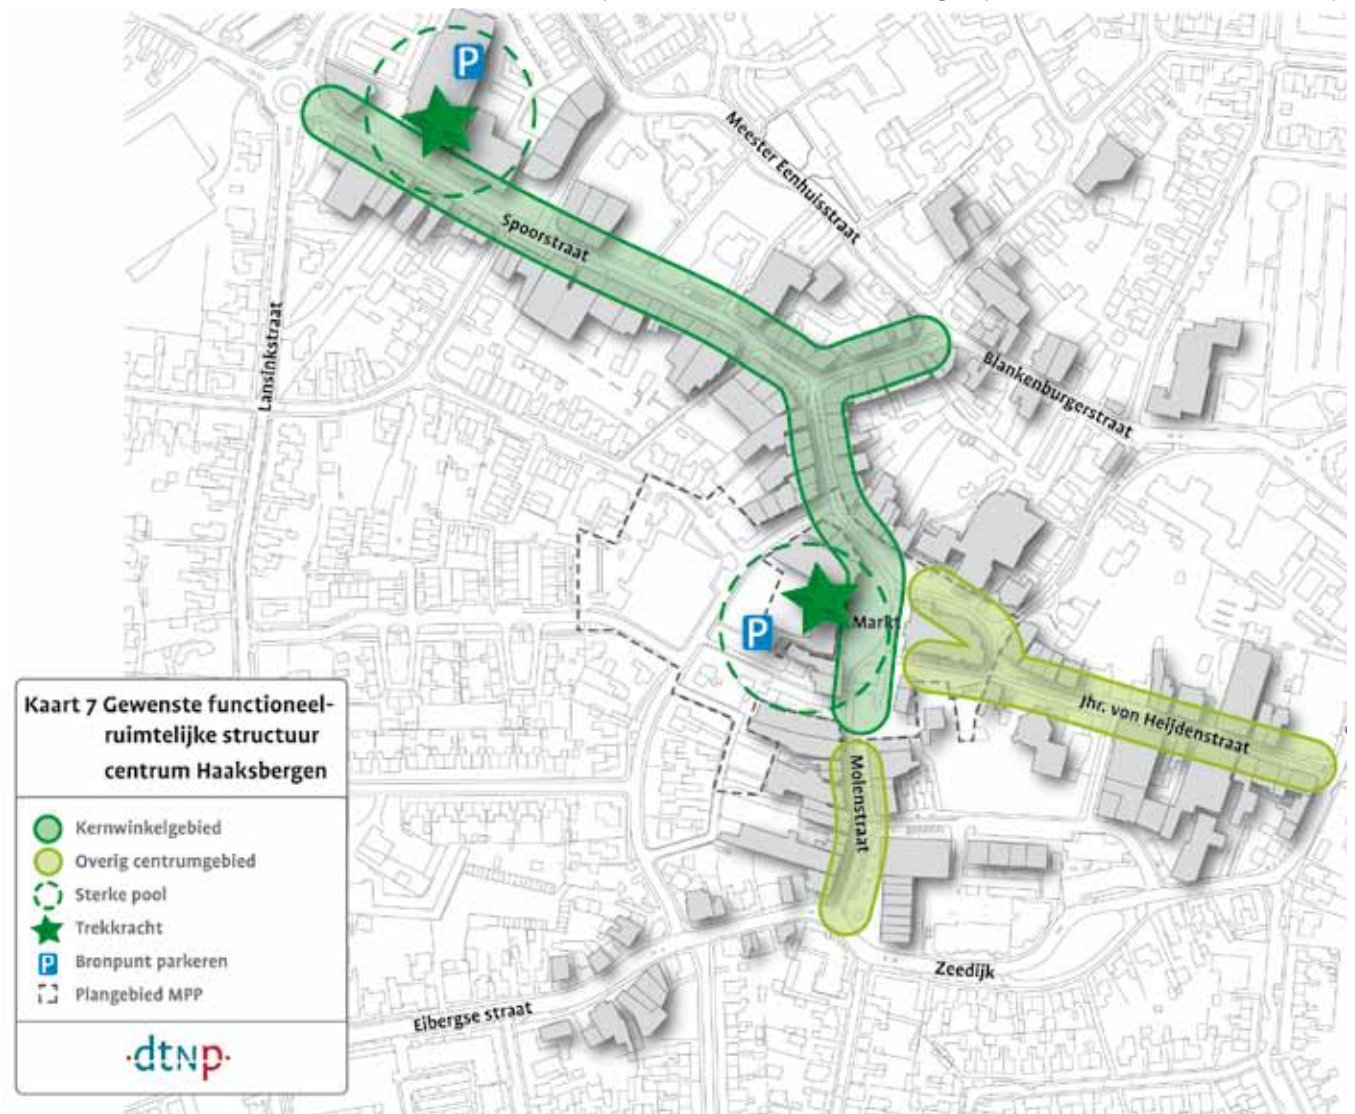 P
Meester Eenhuisstraat
Spoorstraat
Lansinkstraat
Blankenburgerstraat
Markt
P
Jhr. von Heijdenstraat
Molenstraat
Zeedijk
Eibergse straat
Kaart 7 Gewenste functioneel-
ruimtelijke structuur
centrum Haaksbergen
Kernwinkelgebied
Overig centrumgebied
Sterke pool
Trekkracht
P Bronpunt parkeren
Plangebied MPP
·dtnp·